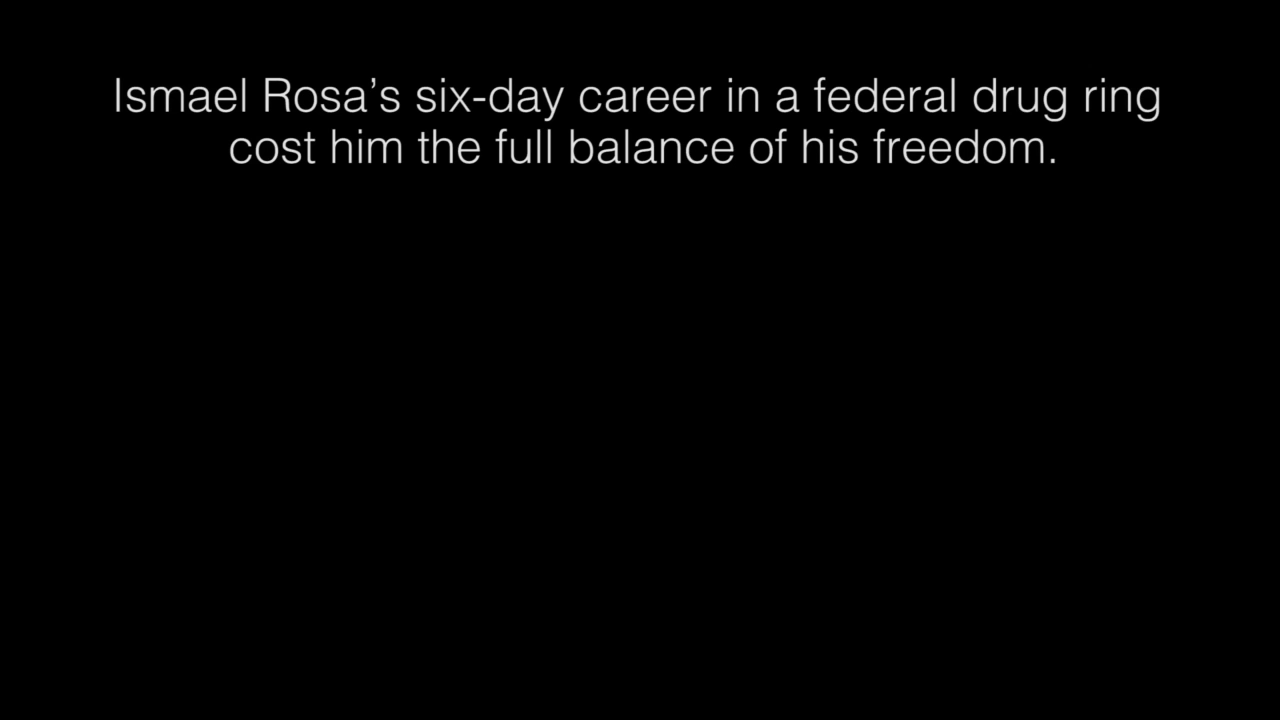 Ismael Rosa’s six-day career in a federal drug ring
cost him the full balance of his freedom.